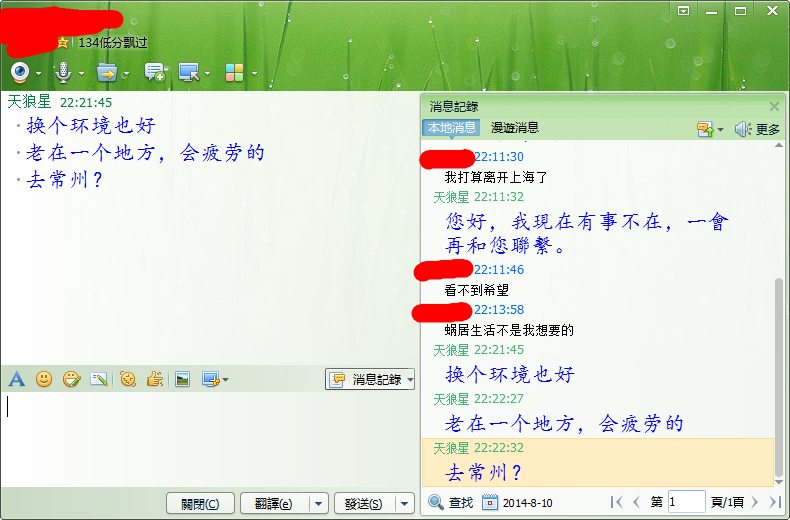 134低分飘过
天狼星 22:21:45
换个环境也好
老在一个地方，会疲劳的
去常州？
消息記錄
關閉(C)
翻譯(e)
發送(S)
消息記錄
本地消息 漫遊消息
更多
22:11:30
我打算离开上海了
天狼星 22:11:32
您好，我現在有事不在，一會
再和您聯繫。
22:11:46
看不到希望
22:13:58
蜗居生活不是我想要的
天狼星 22:21:45
换个环境也好
天狼星 22:22:27
老在一个地方，会疲劳的
天狼星 22:22:32
去常州？
查找 2014-8-10 第 1 頁/1頁